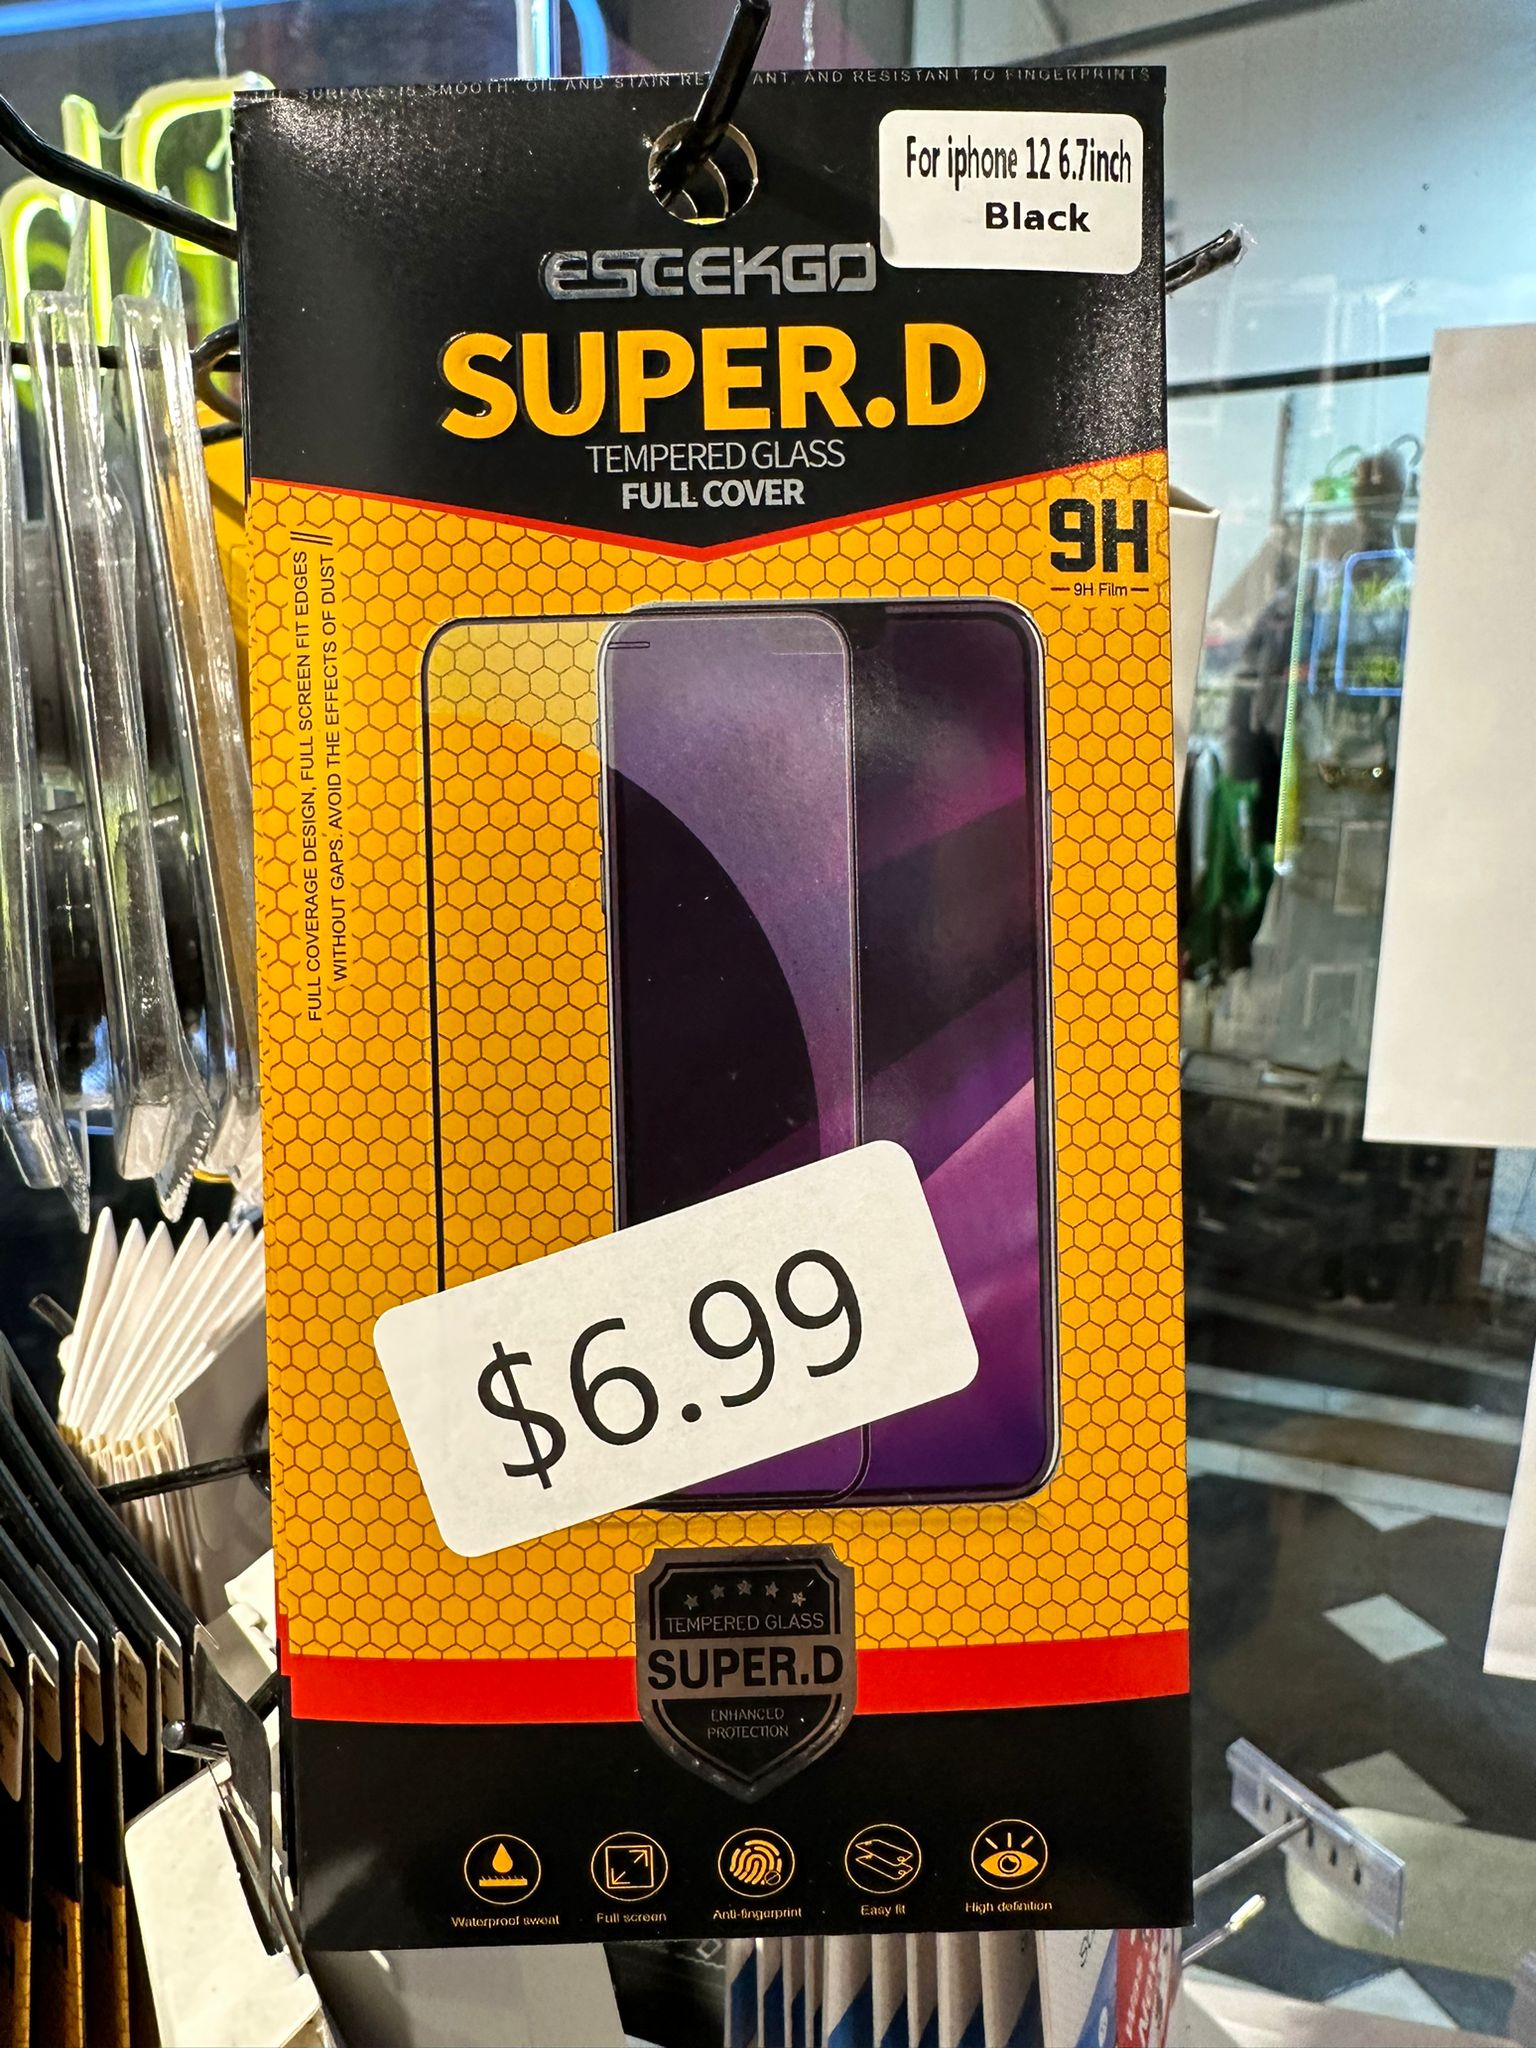 SURFACE IS SMOOTH, OIL AND STAIN AND RESISTANT TO FINGERPRINTS
For iphone 12 6.7inch
Black
ESEEKGO
SUPER.D
TEMPERED GLASS
FULL COVER
9H
9H Film
FULL COVERAGE DESIGN, FULL SCREEN FIT EDGES
WITHOUT GAPS. AVOID THE EFFECTS OF DUST
$6.99
TEMPERED GLASS
SUPER.D
ENHANCED
PROTECTION
Waterproof sweat
Full screen
Anti-fingerprint
Easy fit
High definition